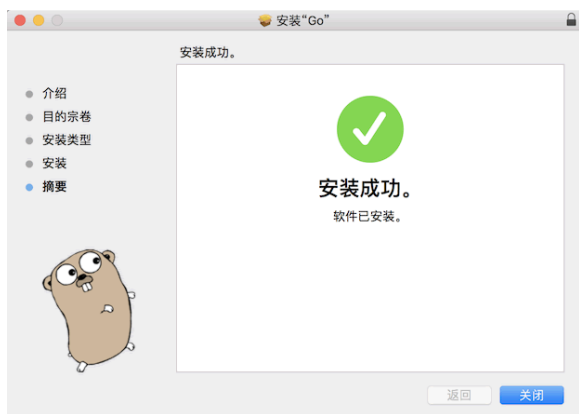 安装“Go”
安装成功。
介绍
目的宗卷
安装类型
安装
摘要
安装成功。
软件已安装。
返回
关闭